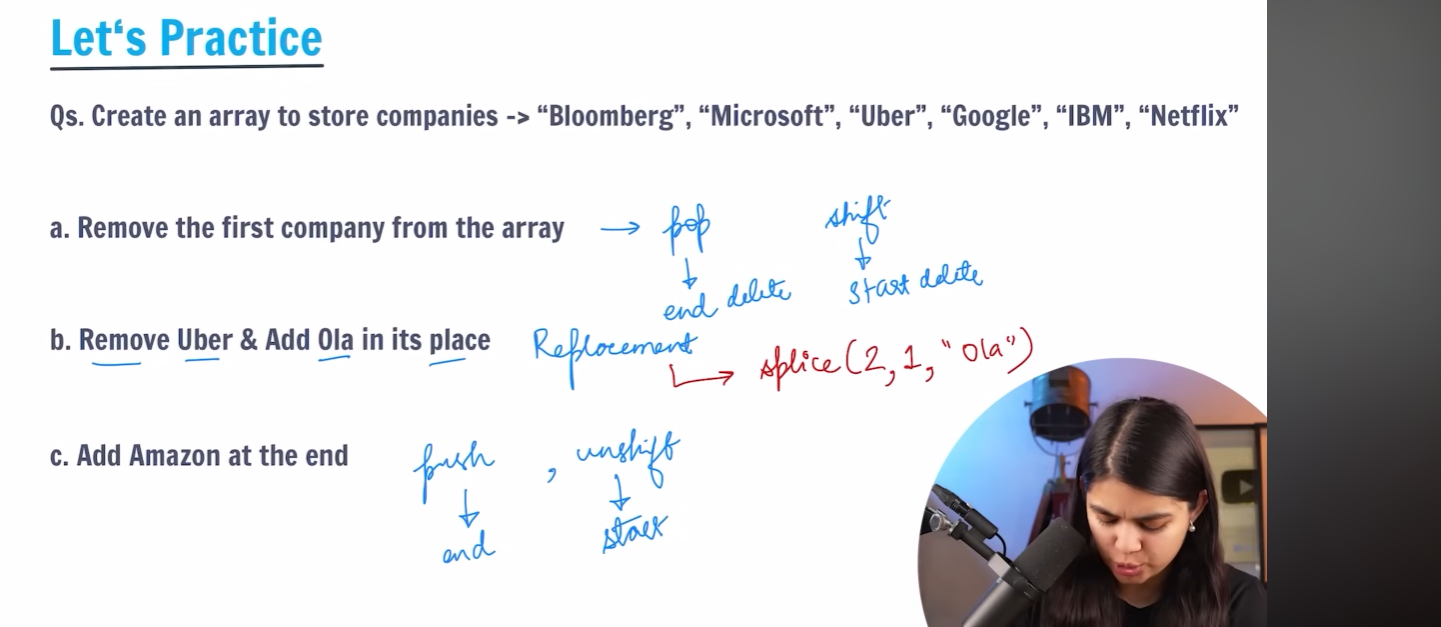 Let‘s Practice
Qs. Create an array to store companies -> “Bloomberg”, “Microsoft”, “Uber”, “Google”, “IBM”, “Netflix”
a. Remove the first company from the array → pop shift
↓ ↓
end delete start delete
b. Remove Uber & Add Ola in its place Replacement
→ splice(2, 1, "Ola")
c. Add Amazon at the end push , unshift
↓ ↓
end start